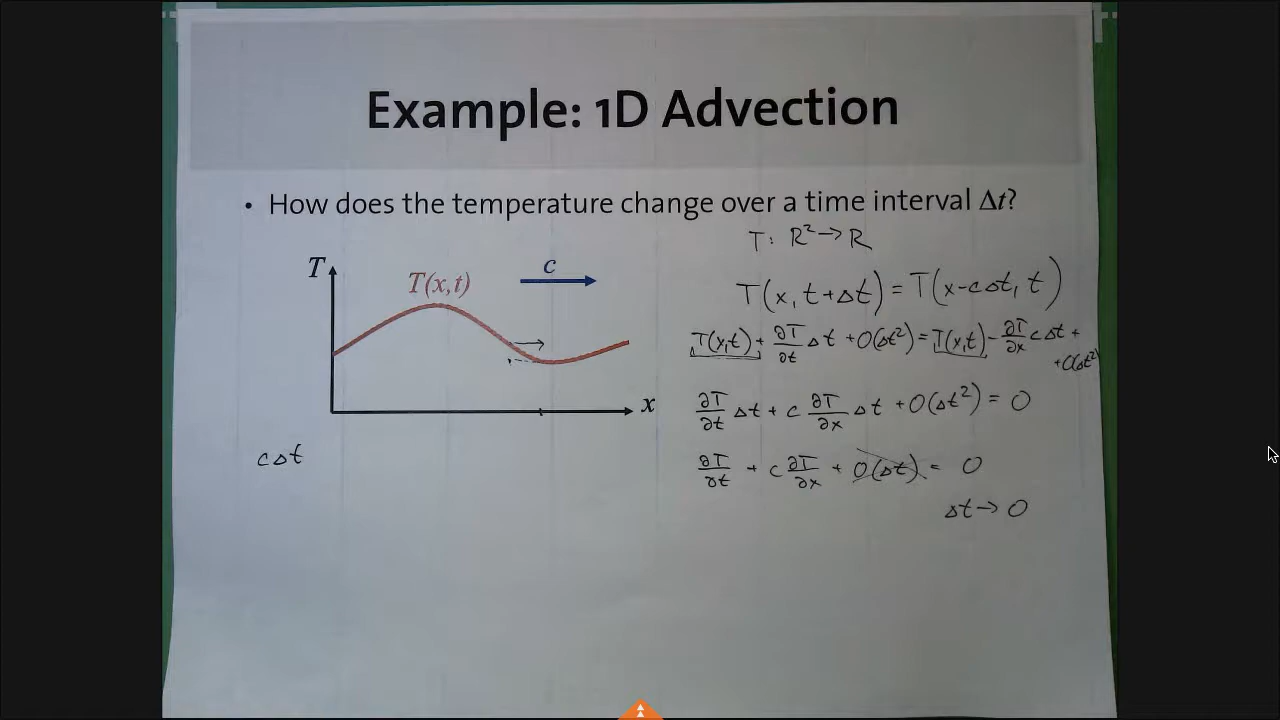 Example: 1D Advection
• How does the temperature change over a time interval Δt?
T: R² → R
T
T(x,t)
c
x
T(x, t+Δt) = T(x-cΔt, t)
T(x,t) + ∂T/∂t Δt + O(Δt²) = T(x,t) - ∂T/∂x cΔt +
+O(Δt²)
∂T/∂t Δt + c ∂T/∂x Δt + O(Δt²) = 0
cΔt
∂T/∂t + c ∂T/∂x + O(Δt) = 0
Δt → 0